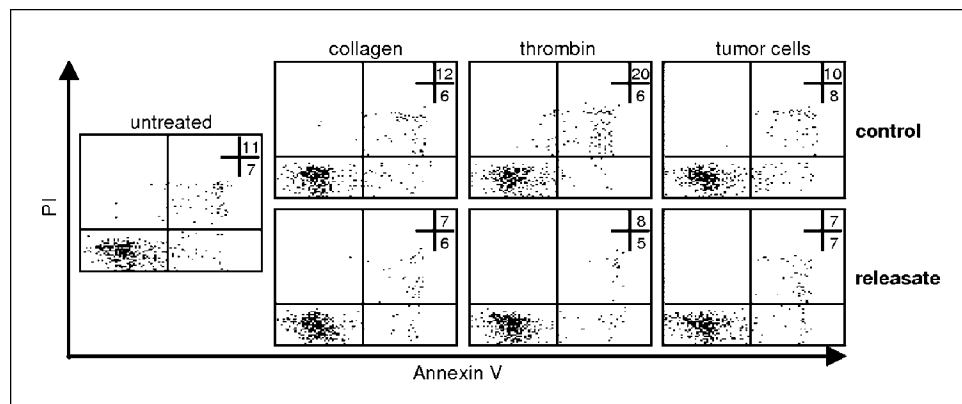 collagen thrombin tumor cells
12 20 10
6 6 8
control
untreated
11
7
PI
7 8 7
6 5 7
releasate
Annexin V